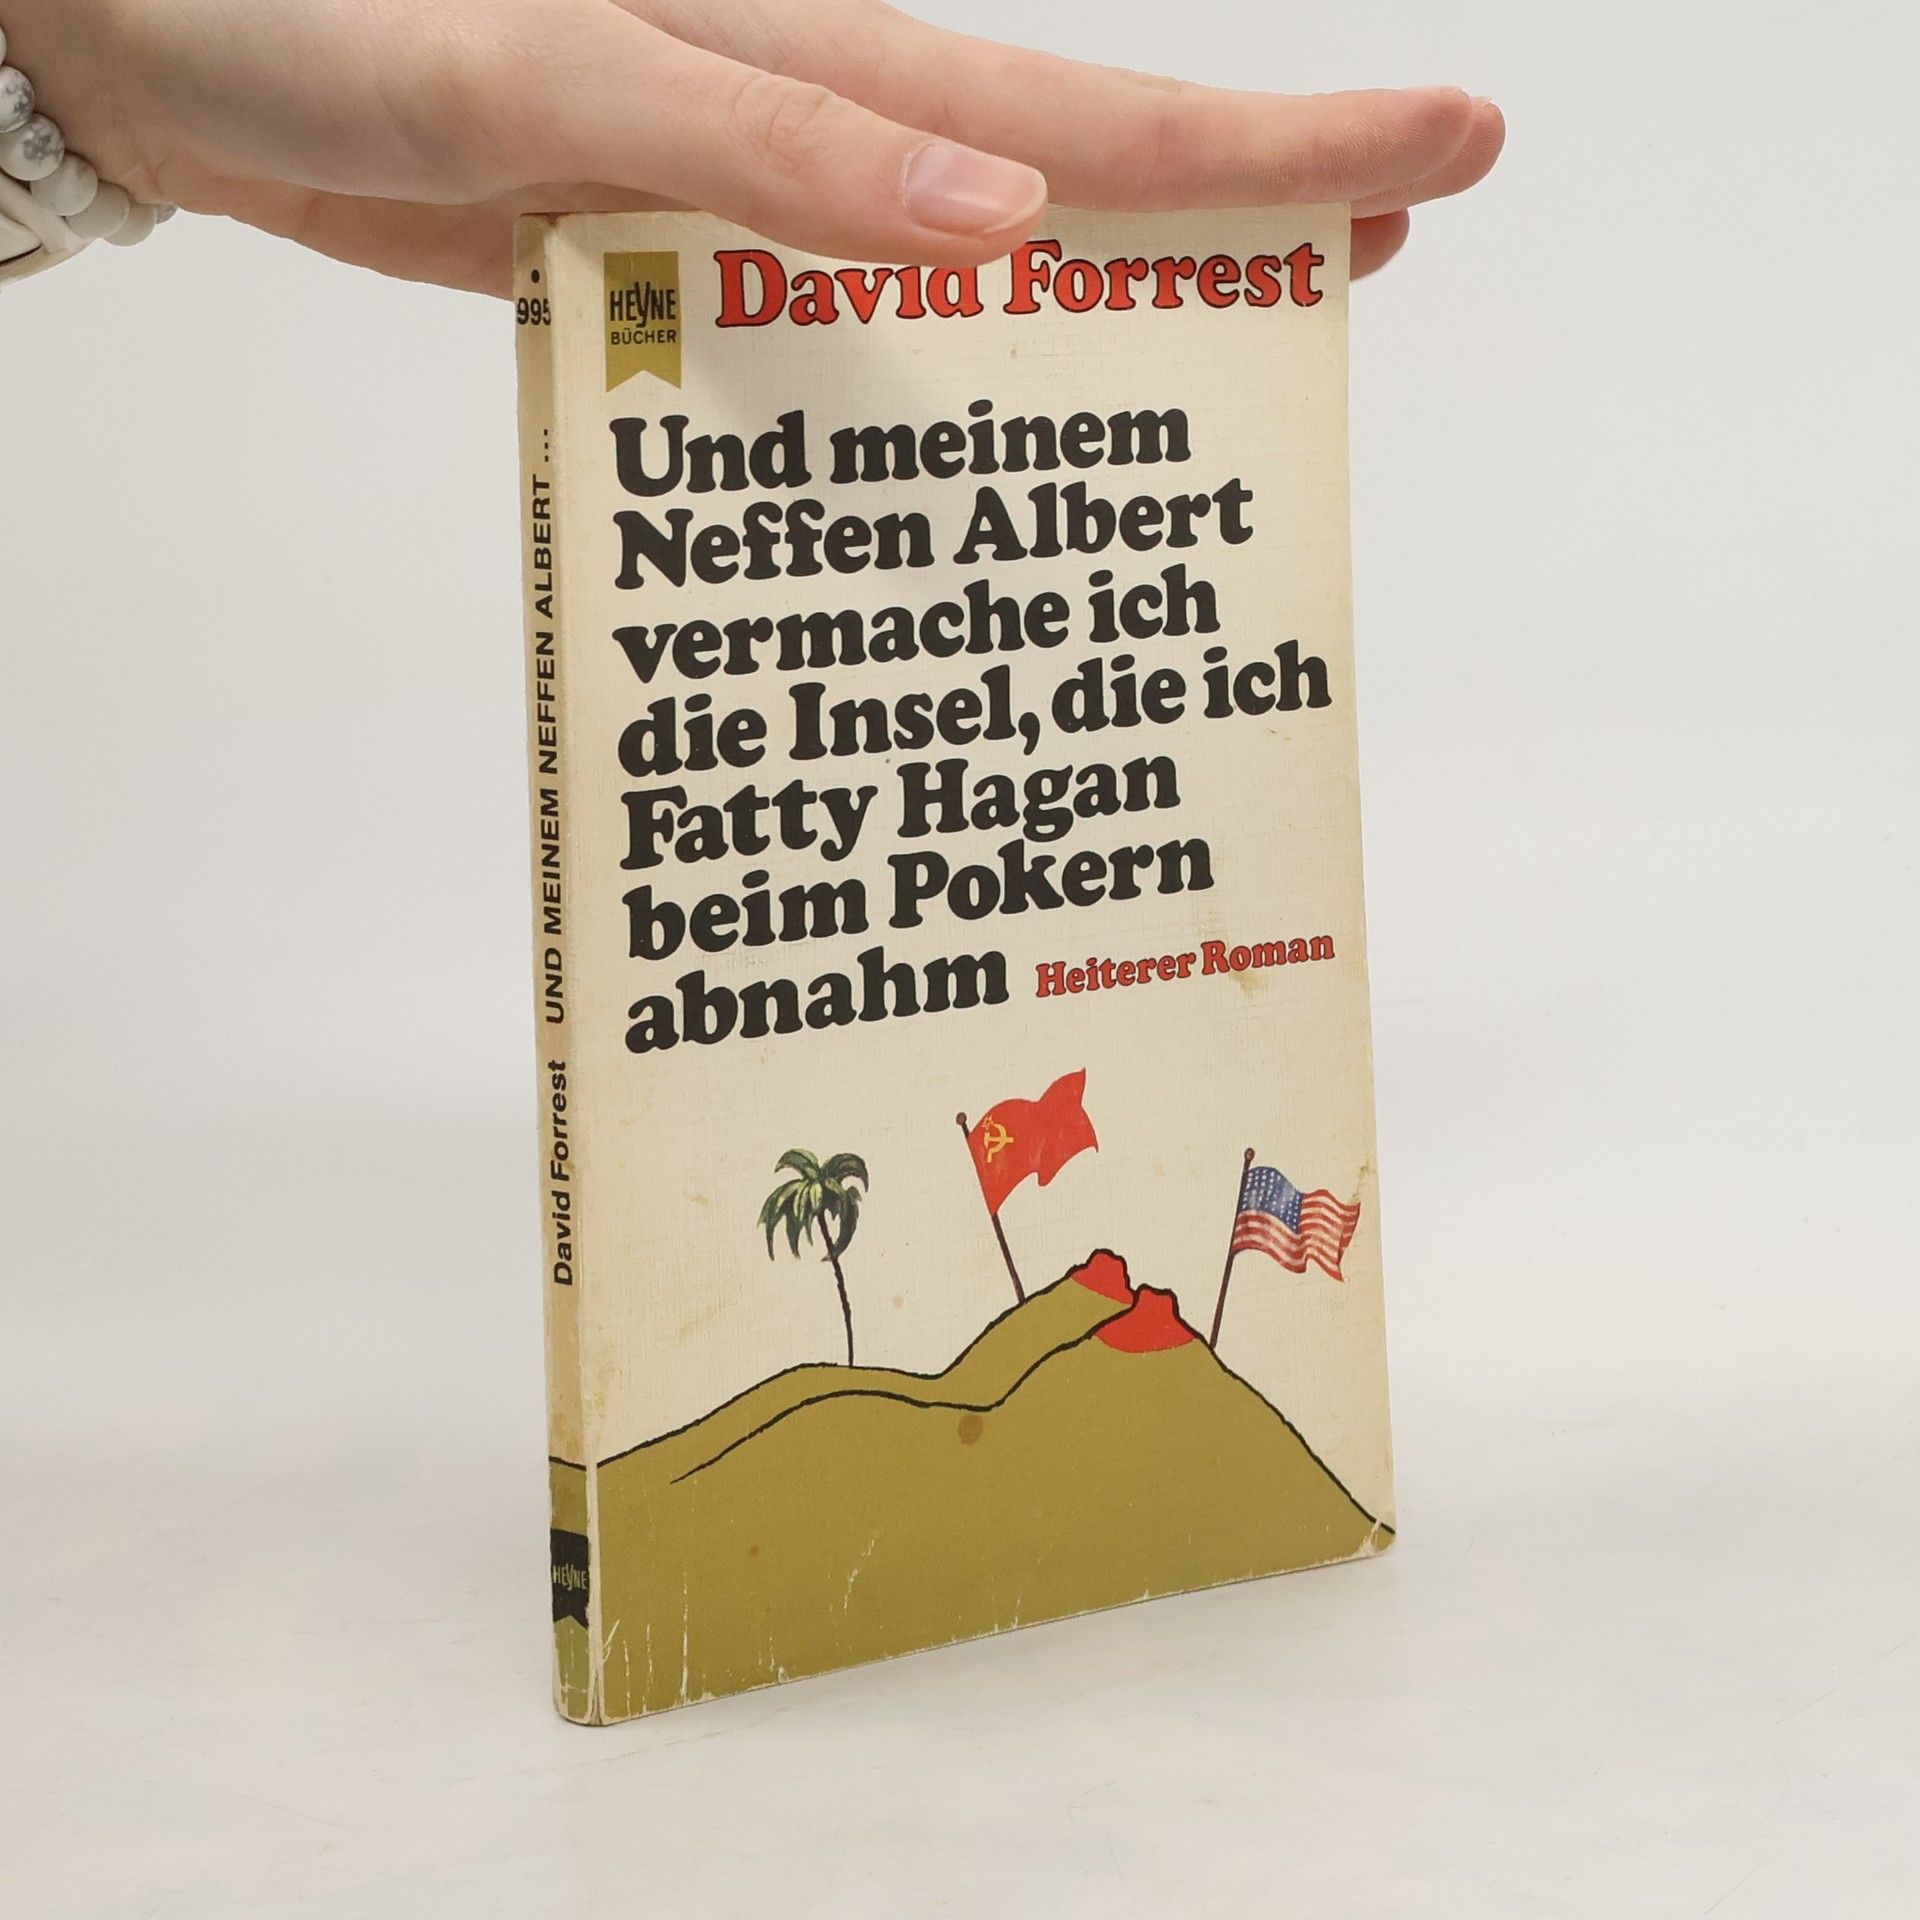 HEYNE
BÜCHER
David Forrest
Und meinem
Neffen Albert
vermache ich
die Insel, die ich
Fatty Hagan
beim Pokern
abnahm Heiterer Roman
995
David Forrest UND MEINEM NEFFEN ALBERT ...
HEYNE